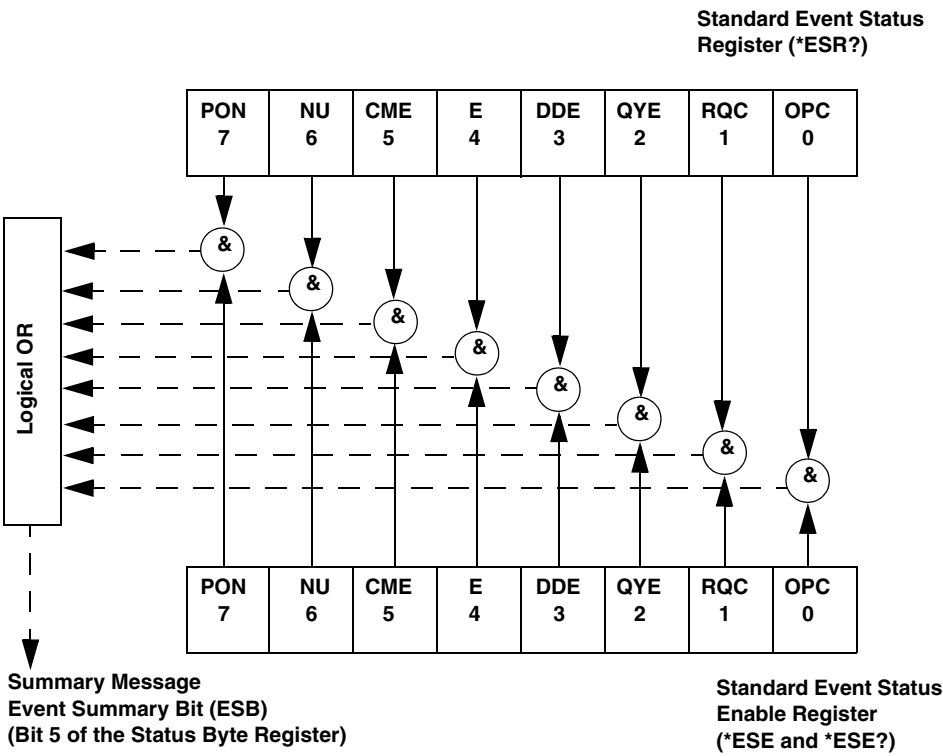 Standard Event Status
Register (*ESR?)
PON NU CME E DDE QYE RQC OPC
7 6 5 4 3 2 1 0
&
&
&
&
&
&
&
&
Logical OR
PON NU CME E DDE QYE RQC OPC
7 6 5 4 3 2 1 0
Summary Message
Event Summary Bit (ESB)
(Bit 5 of the Status Byte Register)
Standard Event Status
Enable Register
(*ESE and *ESE?)